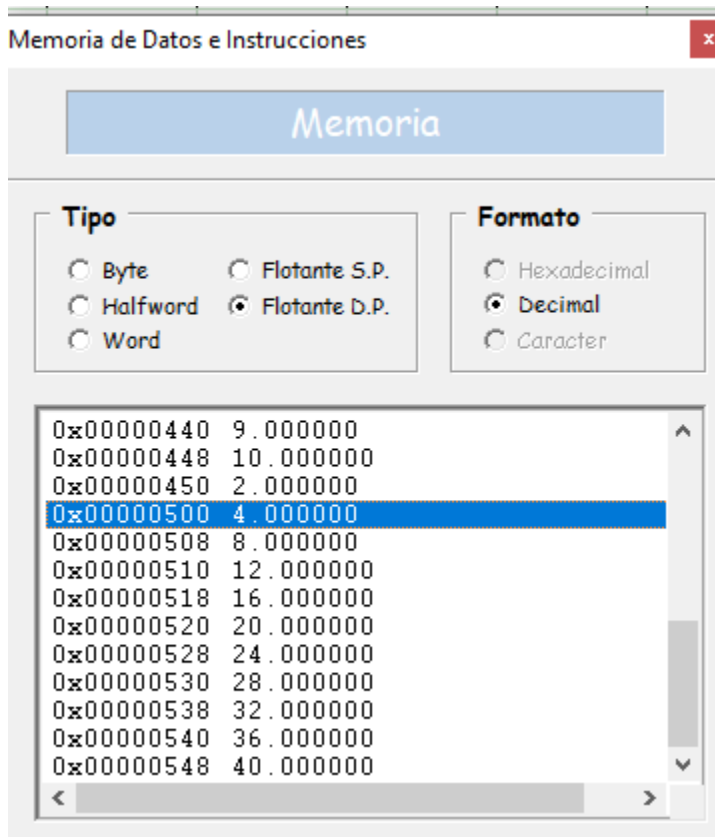 Memoria de Datos e Instrucciones x
Memoria
Tipo
Byte Flotante S.P.
Halfword Flotante D.P.
Word
Formato
Hexadecimal
Decimal
Caracter
0x00000440 9.000000
0x00000448 10.000000
0x00000450 2.000000
0x00000500 4.000000
0x00000508 8.000000
0x00000510 12.000000
0x00000518 16.000000
0x00000520 20.000000
0x00000528 24.000000
0x00000530 28.000000
0x00000538 32.000000
0x00000540 36.000000
0x00000548 40.000000